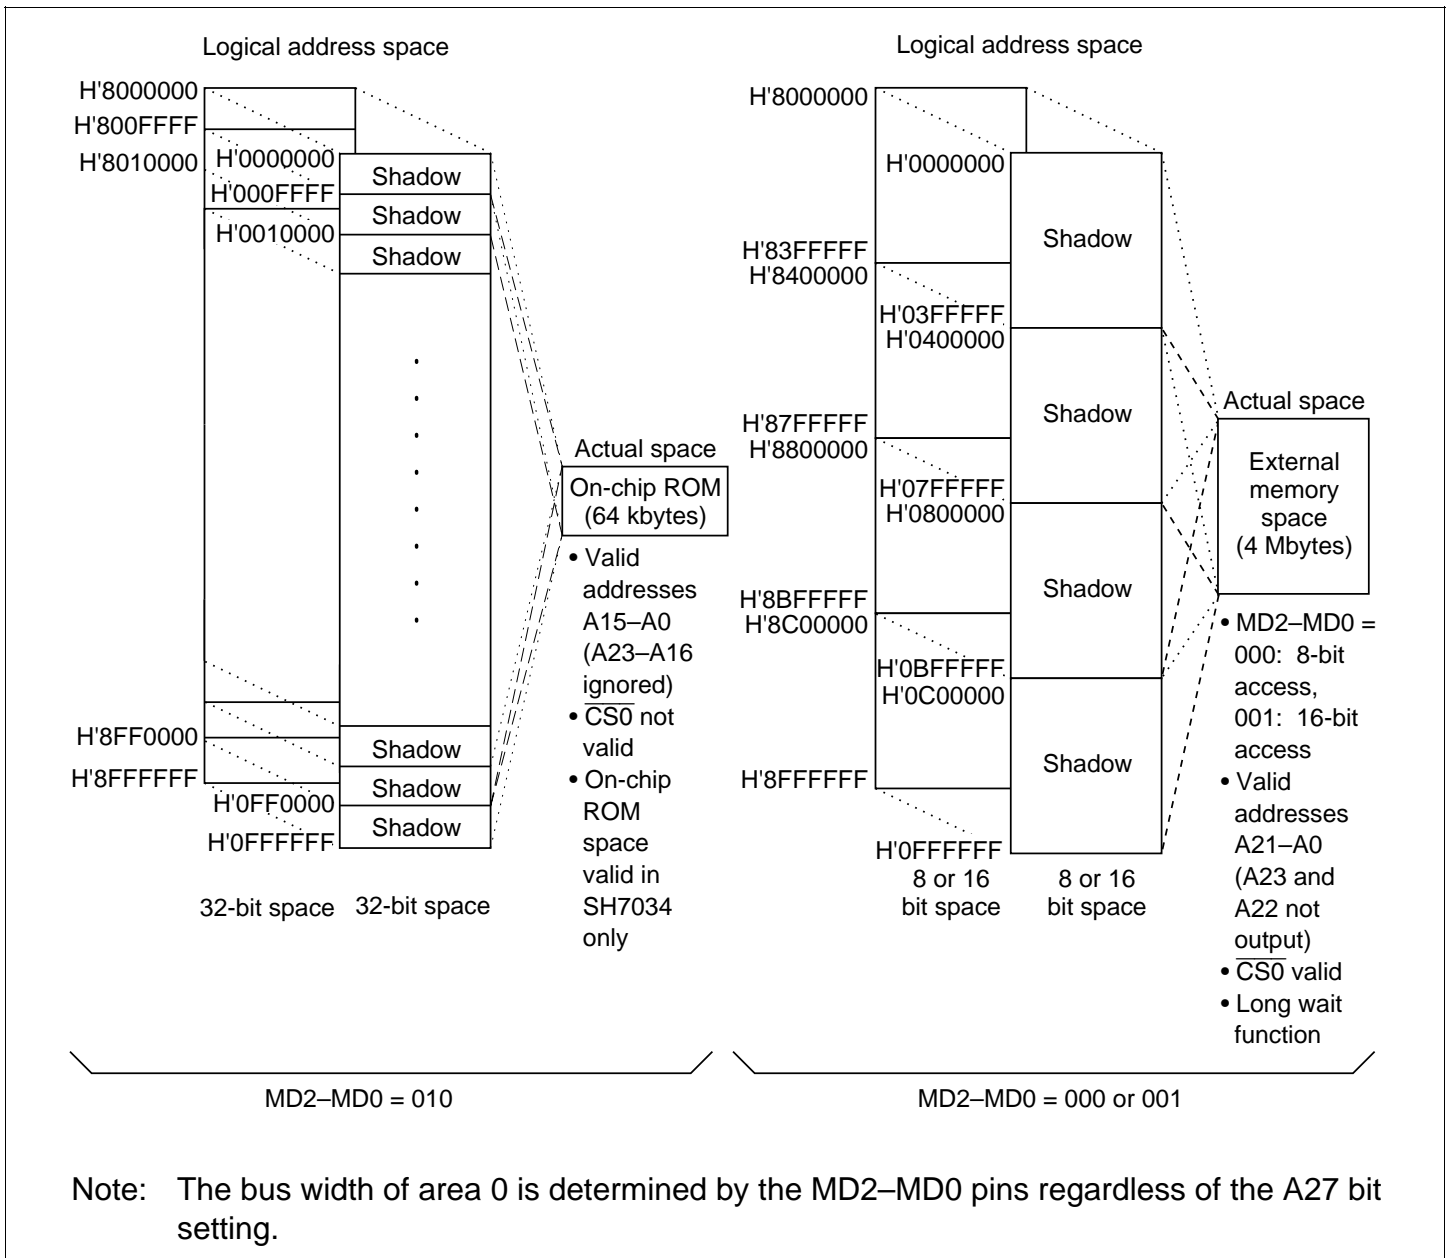 Logical address space
H'8000000
H'800FFFF
H'8010000
H'0000000
H'000FFFF
H'0010000
Shadow
Shadow
Shadow
H'8FF0000
H'8FFFFFF
H'0FF0000
H'0FFFFFF
Shadow
Shadow
Shadow
32-bit space
32-bit space
Actual space
On-chip ROM
(64 kbytes)
• Valid
addresses
A15–A0
(A23–A16
ignored)
• CS0 not
valid
• On-chip
ROM
space
valid in
SH7034
only
MD2–MD0 = 010
Logical address space
H'8000000
H'0000000
H'83FFFFF
H'8400000
H'03FFFFF
H'0400000
H'87FFFFF
H'8800000
H'07FFFFF
H'0800000
H'8BFFFFF
H'8C00000
H'0BFFFFF
H'0C00000
H'8FFFFFF
H'0FFFFFF
Shadow
Shadow
Shadow
Shadow
8 or 16
bit space
8 or 16
bit space
Actual space
External
memory
space
(4 Mbytes)
• MD2–MD0 =
000: 8-bit
access,
001: 16-bit
access
• Valid
addresses
A21–A0
(A23 and
A22 not
output)
• CS0 valid
• Long wait
function
MD2–MD0 = 000 or 001
Note: The bus width of area 0 is determined by the MD2–MD0 pins regardless of the A27 bit
setting.